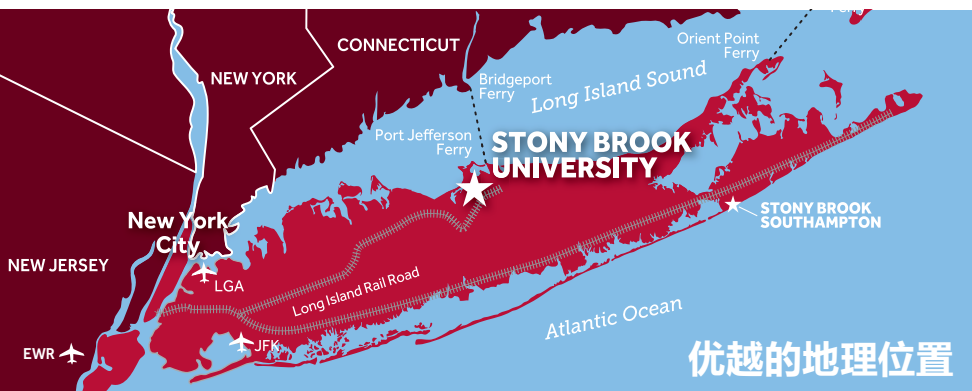 Ferry
CONNECTICUT
Orient Point
Ferry
NEW YORK
Bridgeport
Ferry
Long Island Sound
Port Jefferson
Ferry
STONY BROOK
UNIVERSITY
New York
City
STONY BROOK
SOUTHAMPTON
NEW JERSEY
LGA
Long Island Rail Road
Atlantic Ocean
EWR
JFK
优越的地理位置